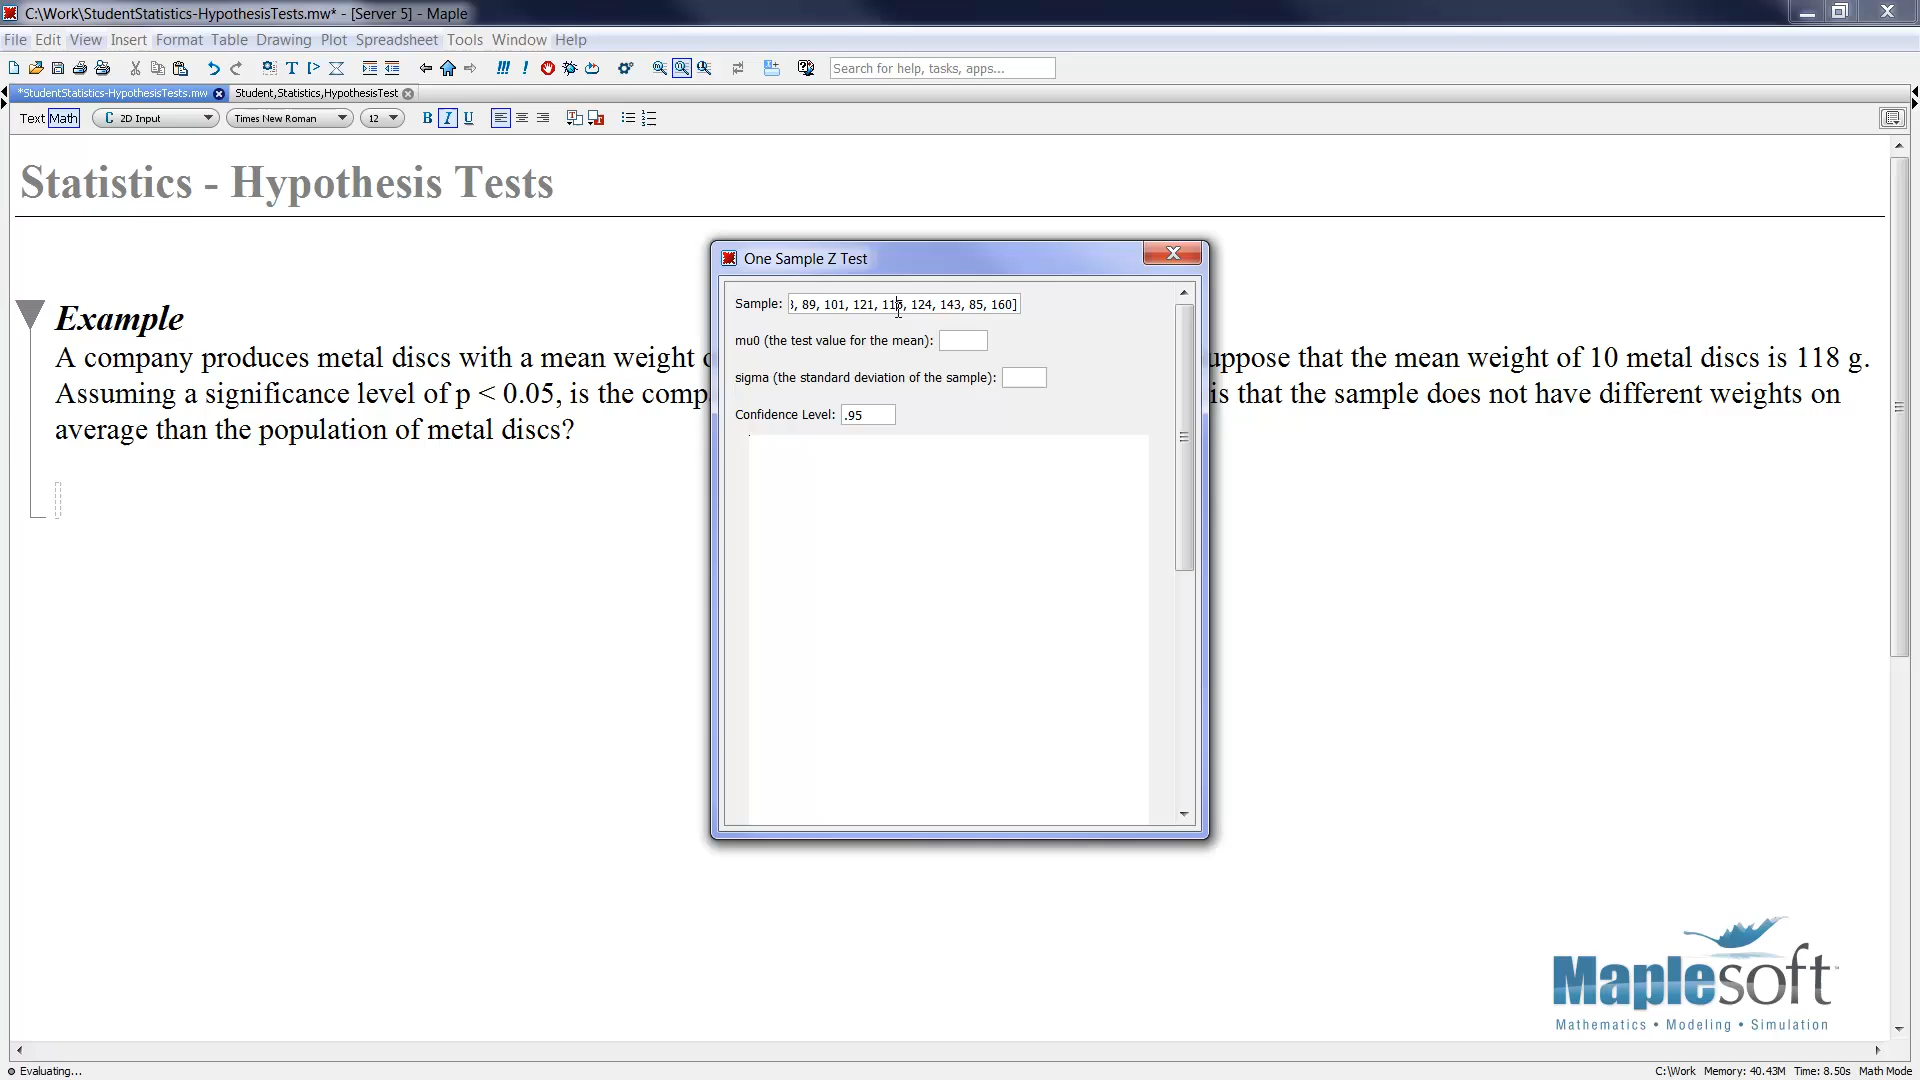 C:\Work\StudentStatistics-HypothesisTests.mw* - [Server 5] - Maple
File Edit View Insert Format Table Drawing Plot Spreadsheet Tools Window Help
Search for help, tasks, apps...
*StudentStatistics-HypothesisTests.mw Student,Statistics,HypothesisTest
Text Math C 2D Input Times New Roman 12 B I U
Statistics - Hypothesis Tests
One Sample Z Test
Sample: 89, 101, 121, 115, 124, 143, 85, 160]
mu0 (the test value for the mean):
sigma (the standard deviation of the sample):
Confidence Level: .95
Example
A company produces metal discs with a mean weight uppose that the mean weight of 10 metal discs is 118 g.
Assuming a significance level of p < 0.05, is the comp is that the sample does not have different weights on
average than the population of metal discs?
Maplesoft
Mathematics • Modeling • Simulation
Evaluating... C:\Work Memory: 40.43M Time: 8.50s Math Mode